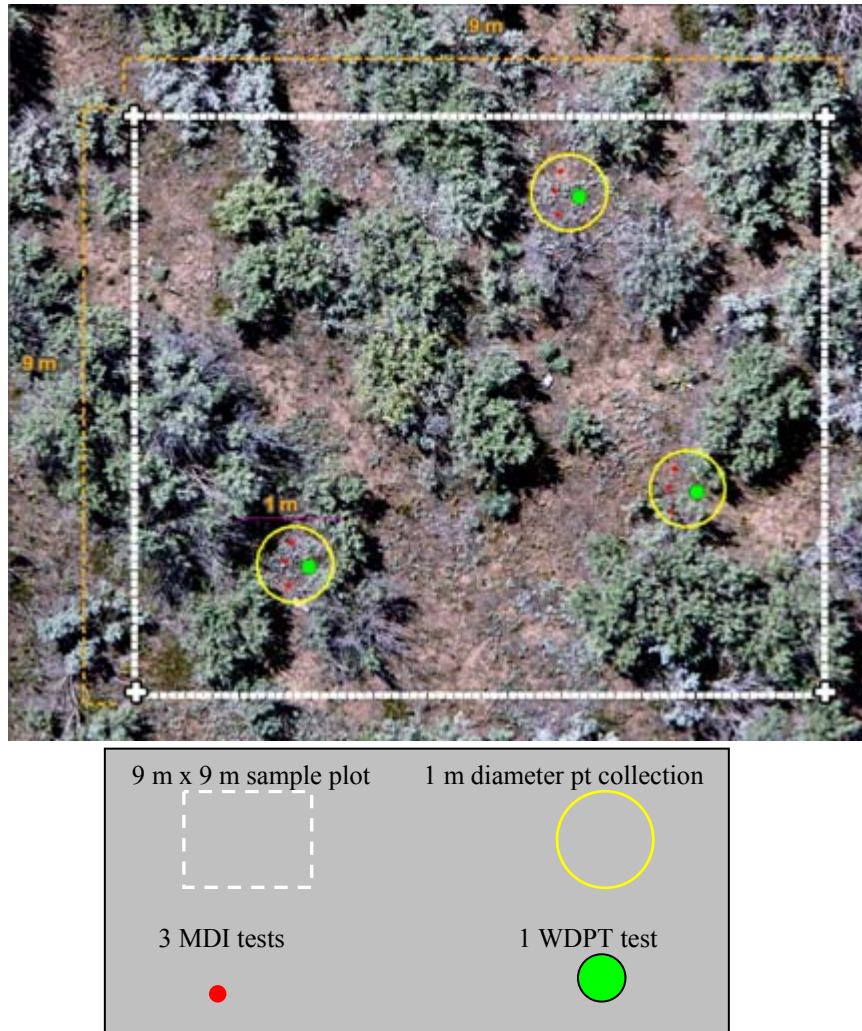 9 m
9 m
1 m
9 m x 9 m sample plot
1 m diameter pt collection
3 MDI tests
1 WDPT test